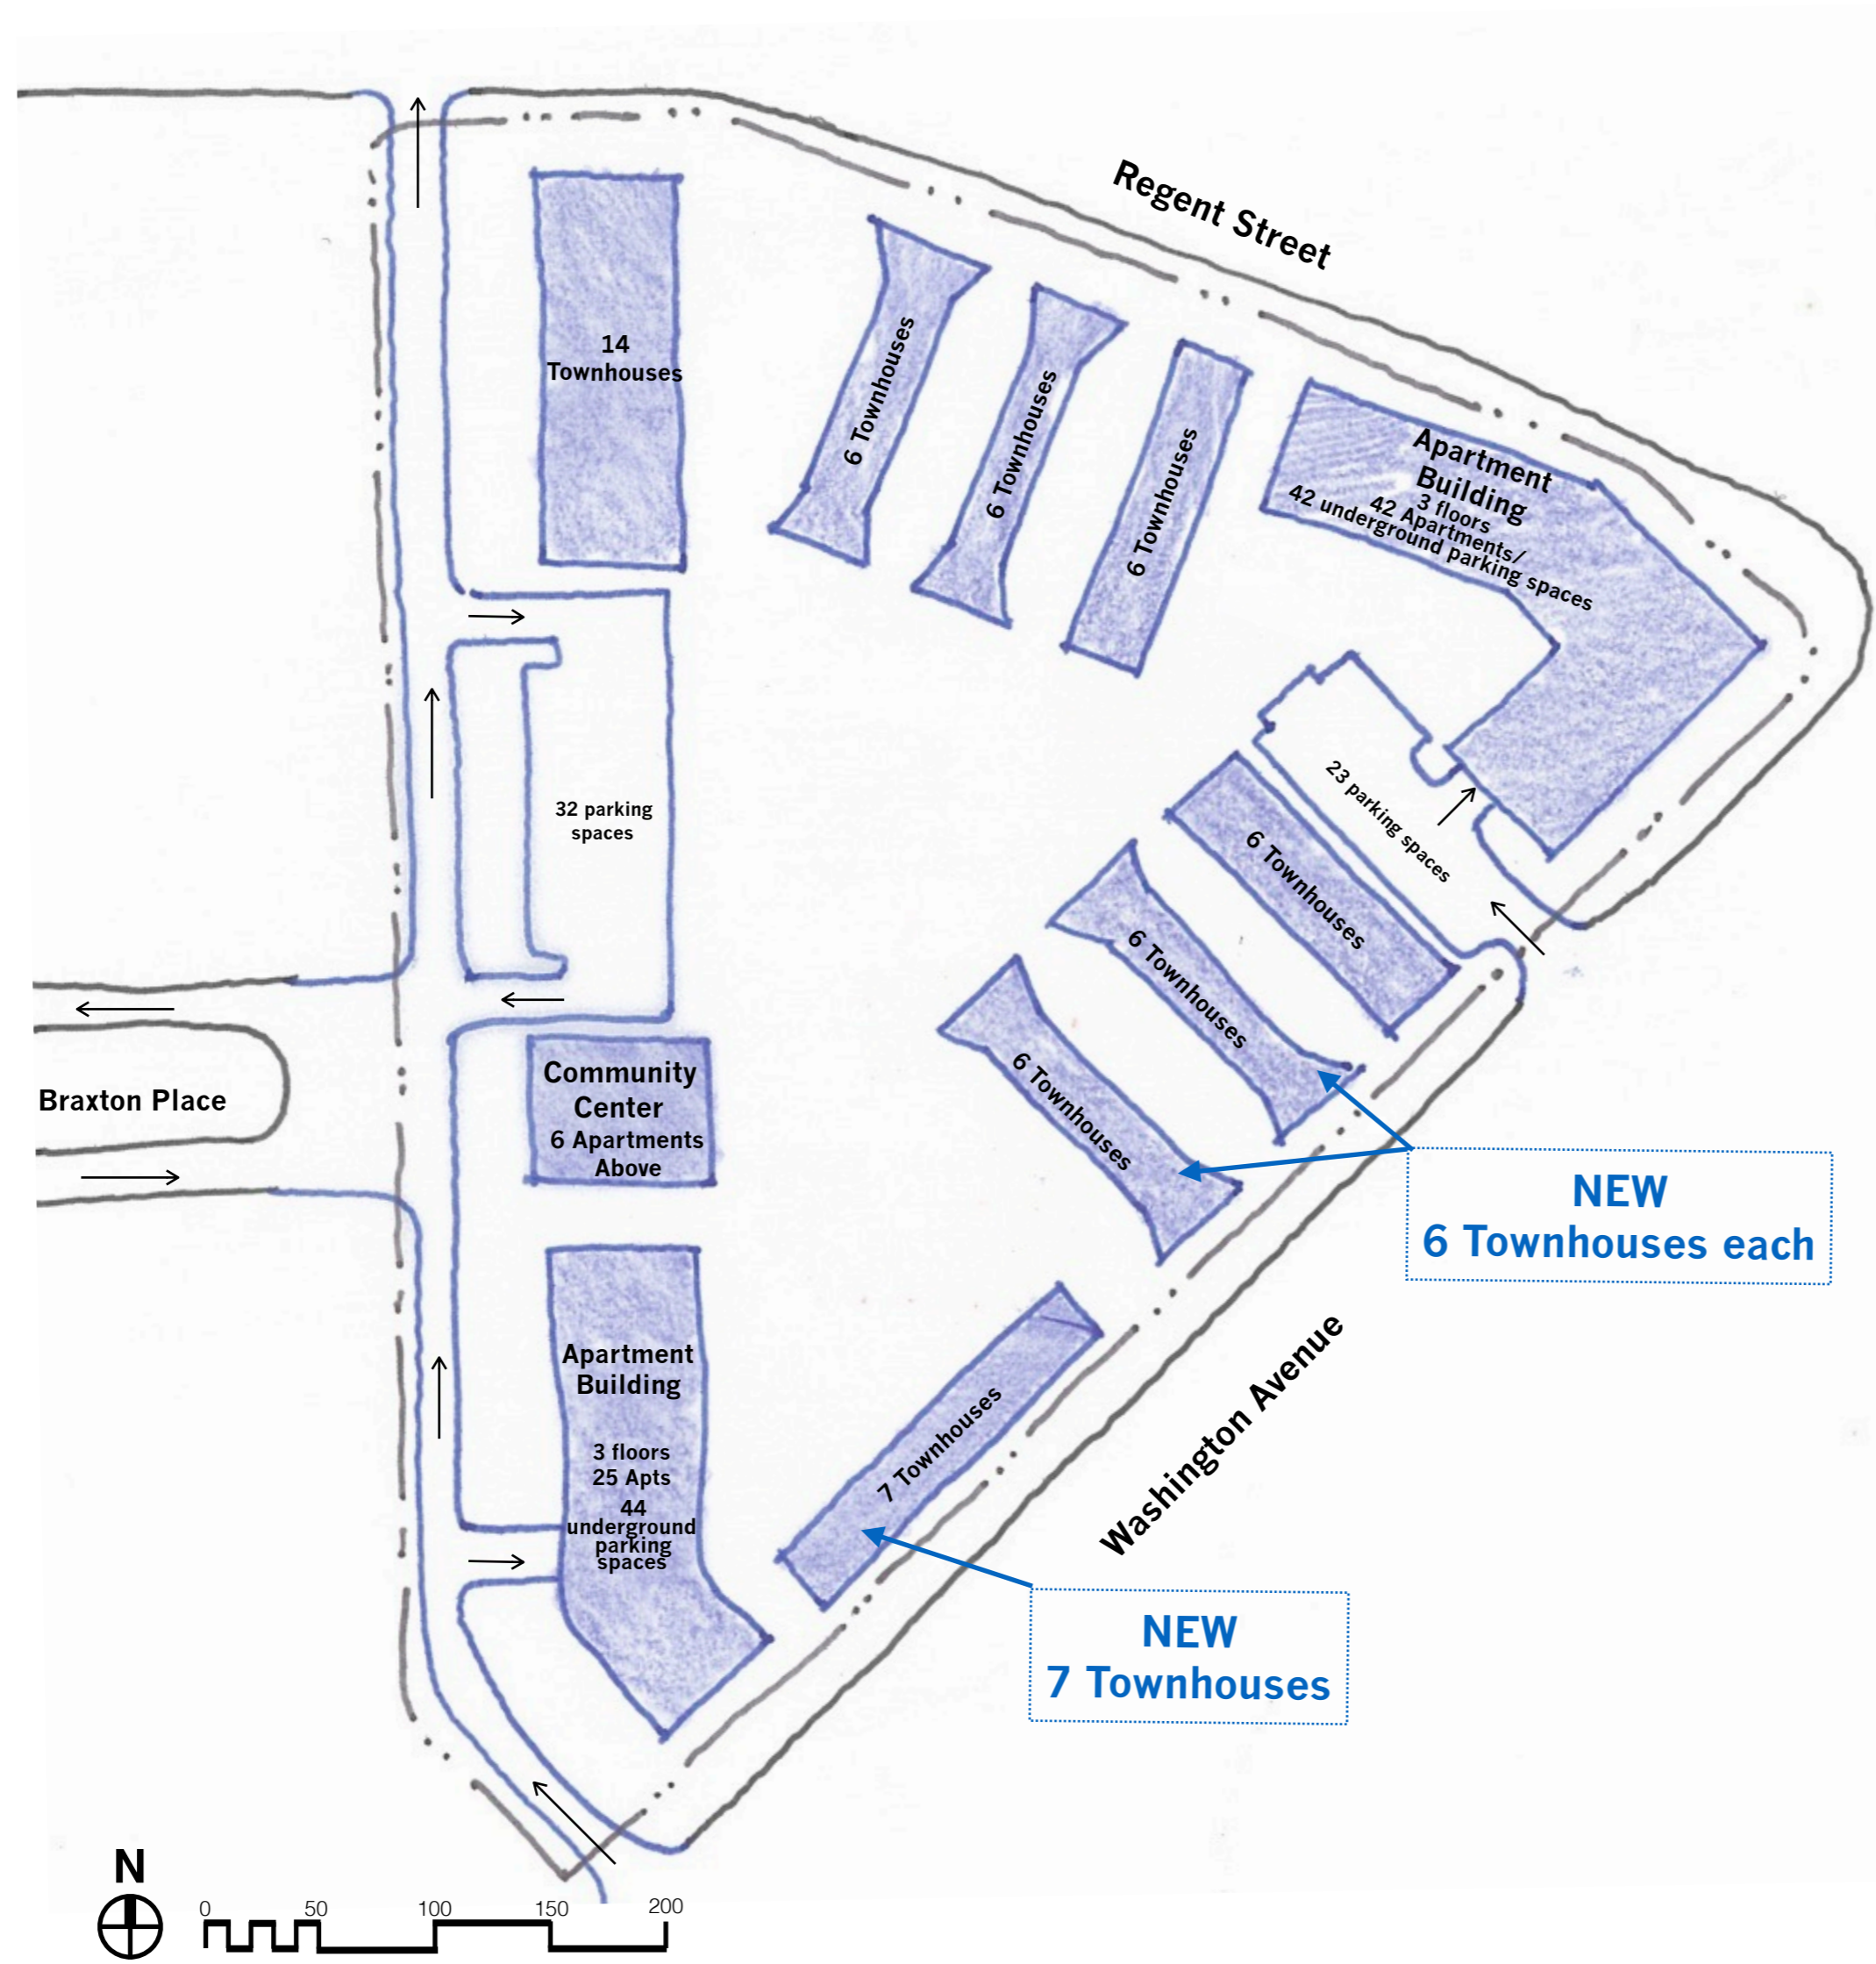 Regent Street
14
Townhouses
6 Townhouses
6 Townhouses
6 Townhouses
Apartment
Building
3 floors
42 Apartments/
42 underground parking spaces
32 parking
spaces
23 parking spaces
6 Townhouses
6 Townhouses
6 Townhouses
Braxton Place
Community
Center
6 Apartments
Above
NEW
6 Townhouses each
Apartment
Building
3 floors
25 Apts
44
underground
parking
spaces
7 Townhouses
Washington Avenue
NEW
7 Townhouses
N
0 50 100 150 200